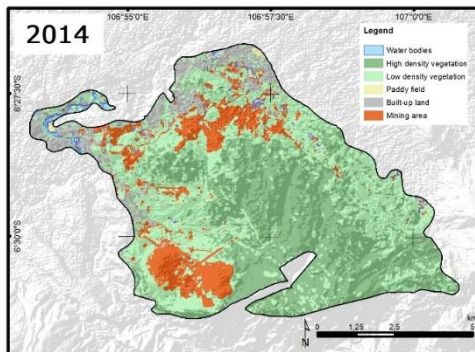 2014
106°55'0"E
106°57'30"E
107°0'0"E
Legend
Water bodies
High density vegetation
Low density vegetation
Paddy field
Built-up land
Mining area
6°27'30"S
6°30'0"S
km
0 1.25 2.5 5
N